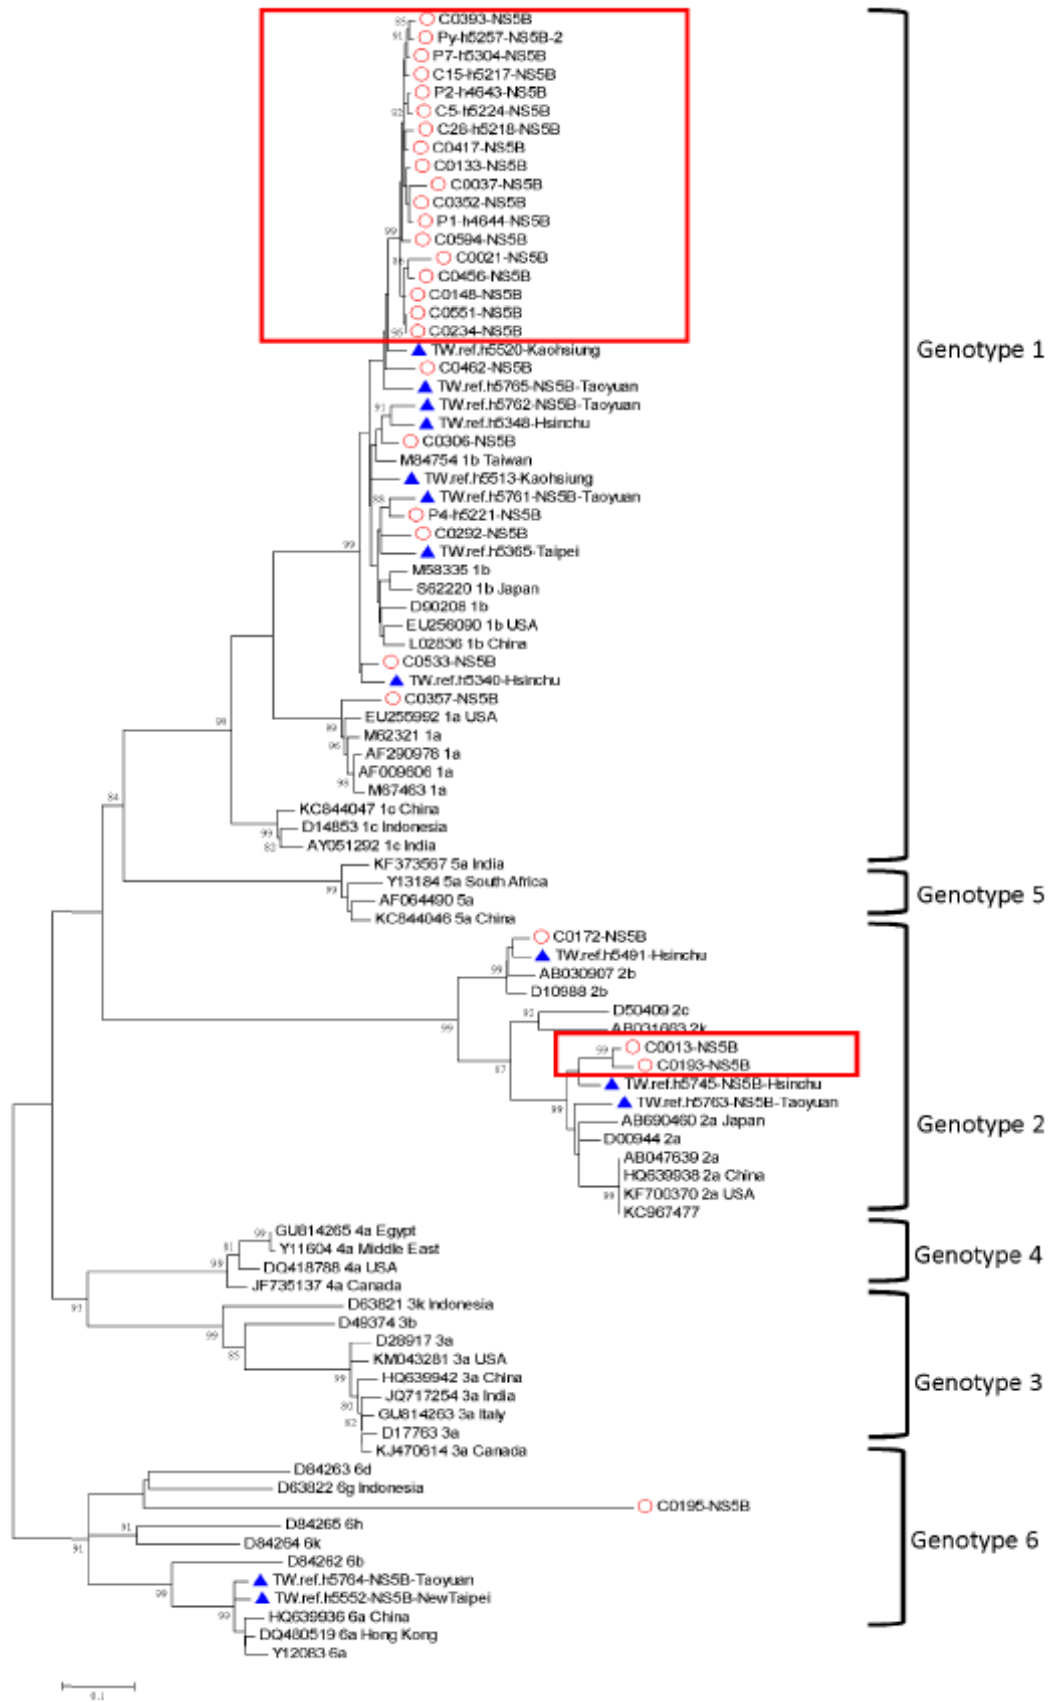 C0393-NS5B
Py-h5257-NS5B-2
P7-h5304-NS5B
C15-h5217-NS5B
P2-h4643-NS5B
C5-h5224-NS5B
C28-h5218-NS5B
C0417-NS5B
C0133-NS5B
C0037-NS5B
C0352-NS5B
P1-h4644-NS5B
C0594-NS5B
C0021-NS5B
C0456-NS5B
C0148-NS5B
C0551-NS5B
C0234-NS5B
TW.ref.h5520-Kaohsiung
C0462-NS5B
TW.ref.h5765-NS5B-Taoyuan
TW.ref.h5762-NS5B-Taoyuan
TW.ref.h5348-Hsinchu
C0306-NS5B
M84754 1b Taiwan
TW.ref.h5513-Kaohsiung
TW.ref.h5761-NS5B-Taoyuan
P4-h5221-NS5B
C0292-NS5B
TW.ref.h5365-Taipei
M58335 1b
S62220 1b Japan
D90208 1b
EU256090 1b USA
L02836 1b China
C0533-NS5B
TW.ref.h5340-Hsinchu
C0357-NS5B
EU255992 1a USA
M62321 1a
AF290978 1a
AF009606 1a
M67463 1a
KC844047 1c China
D14853 1c Indonesia
AY051292 1c India
Genotype 1
KF373567 5a India
Y13184 5a South Africa
AF064490 5a
KC844046 5a China
Genotype 5
C0172-NS5B
TW.ref.h5491-Hsinchu
AB030907 2b
D10988 2b
D50409 2c
AB031663 2k
C0013-NS5B
C0193-NS5B
TW.ref.h5745-NS5B-Hsinchu
TW.ref.h5763-NS5B-Taoyuan
AB690460 2a Japan
D00944 2a
AB047639 2a
HQ639938 2a China
KF700370 2a USA
KC967477
Genotype 2
GU814265 4a Egypt
Y11604 4a Middle East
DQ418788 4a USA
JF735137 4a Canada
Genotype 4
D63821 3k Indonesia
D49374 3b
D28917 3a
KM043281 3a USA
HQ639942 3a China
JQ717254 3a India
GU814263 3a Italy
D17763 3a
KJ470614 3a Canada
Genotype 3
D84263 6d
D63822 6g Indonesia
C0195-NS5B
D84265 6h
D84264 6k
D84262 6b
TW.ref.h5764-NS5B-Taoyuan
TW.ref.h5552-NS5B-NewTaipei
HQ639936 6a China
DQ480519 6a Hong Kong
Y12083 6a
Genotype 6
0.1